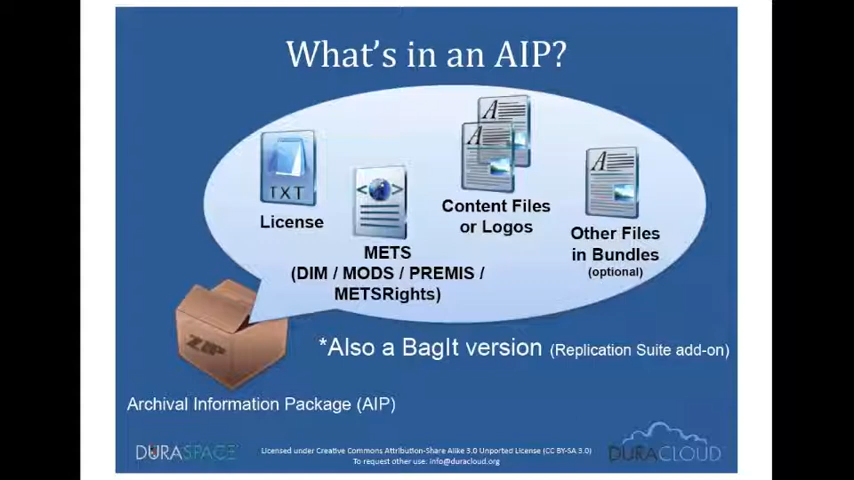 What's in an AIP?
TXT
License
METS
(DIM / MODS / PREMIS /
METSRights)
A
A
Content Files
or Logos
A
Other Files
in Bundles
(optional)
ZIP
*Also a BagIt version (Replication Suite add-on)
Archival Information Package (AIP)
DURASPACE
Licensed under Creative Commons Attribution-Share Alike 3.0 Unported License (CC BY-SA 3.0)
To request other use: info@duracloud.org
DURACLOUD